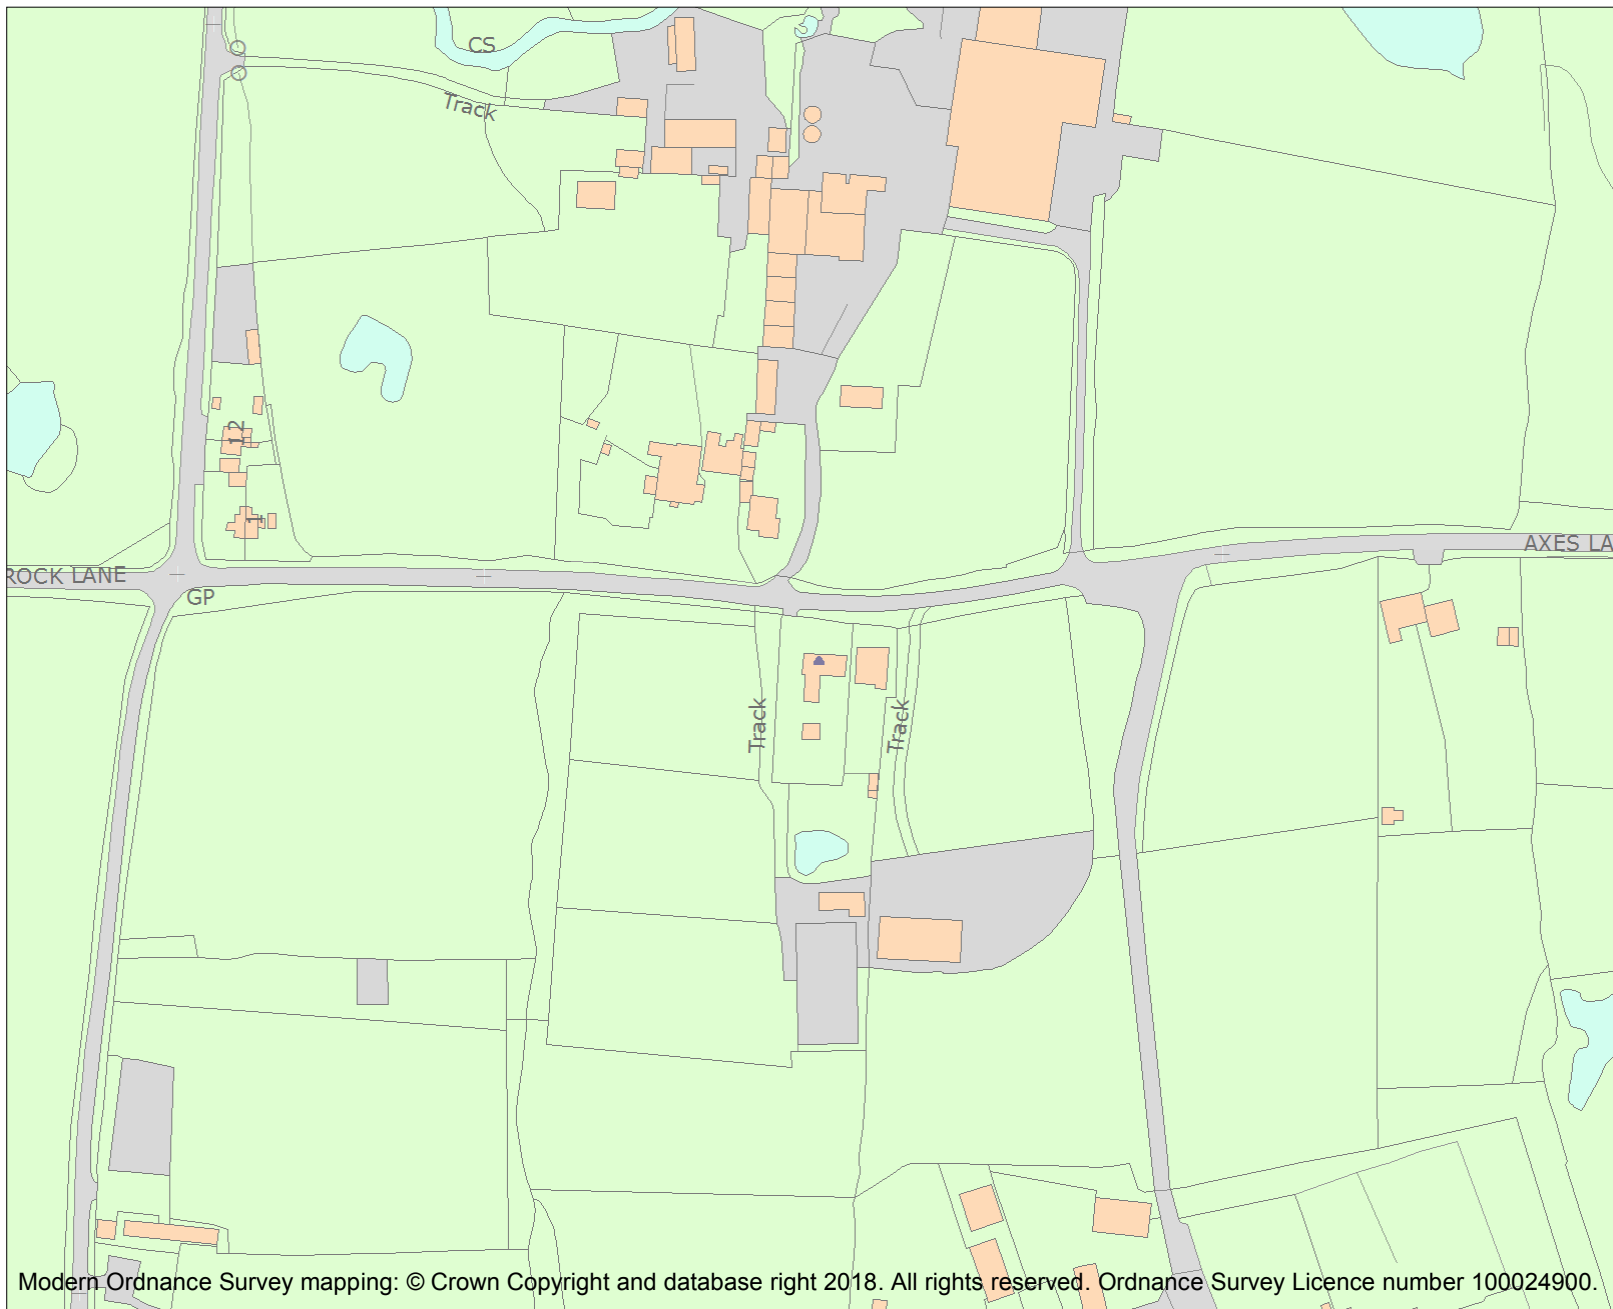 CS
Track
12
1
AXES LA
ROCK LANE
GP
Track
Track
Modern Ordnance Survey mapping: © Crown Copyright and database right 2018. All rights reserved. Ordnance Survey Licence number 100024900.